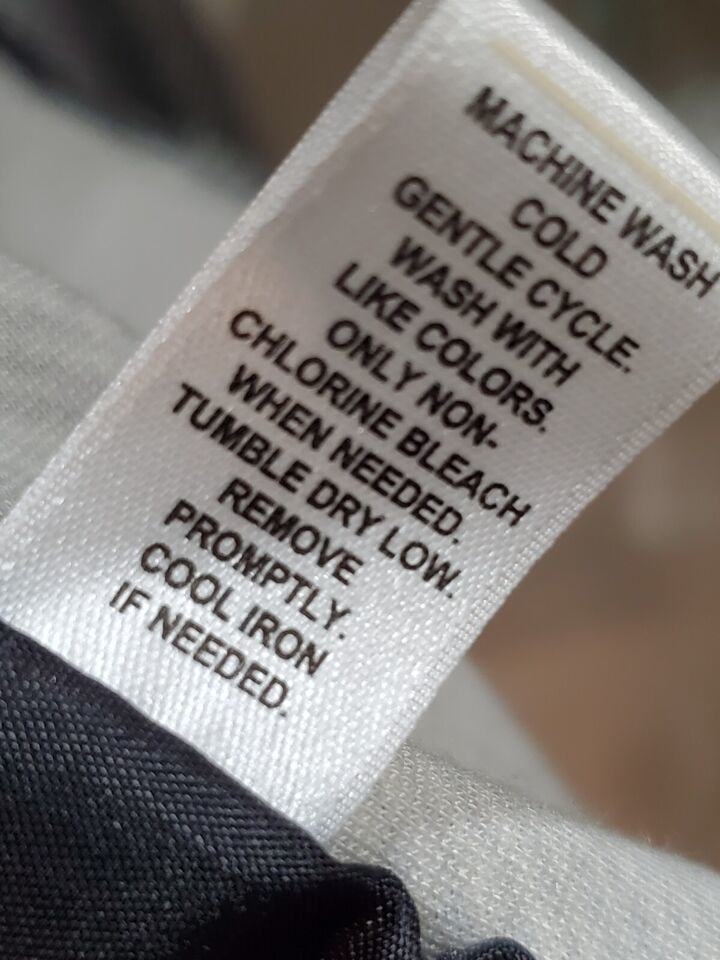 MACHINE WASH
COLD
GENTLE CYCLE.
WASH WITH
LIKE COLORS.
ONLY NON-
CHLORINE BLEACH
WHEN NEEDED.
TUMBLE DRY LOW.
REMOVE
PROMPTLY.
COOL IRON
IF NEEDED.